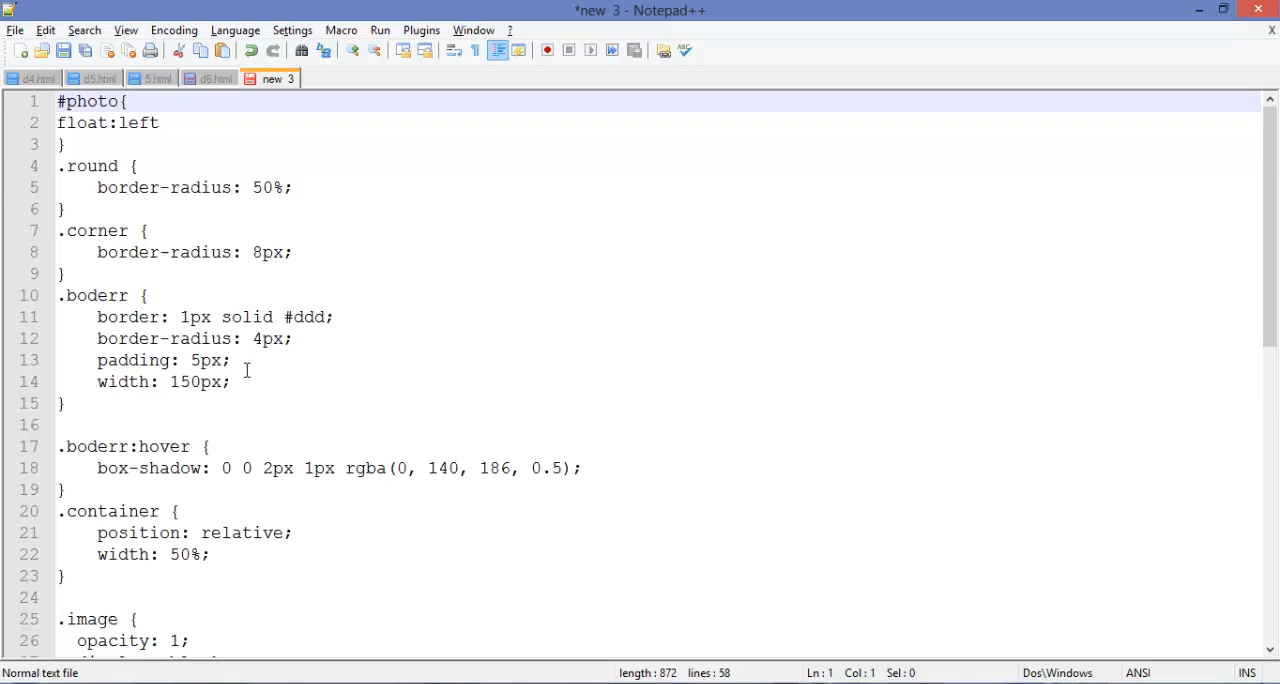 *new  3 - Notepad++
File Edit Search View Encoding Language Settings Macro Run Plugins Window ? X
d4.html d5.html 5.html d6.html new 3
1 #photo{
2 float:left
3 }
4 .round {
5 border-radius: 50%;
6 }
7 .corner {
8 border-radius: 8px;
9 }
10 .boderr {
11 border: 1px solid #ddd;
12 border-radius: 4px;
13 padding: 5px;
14 width: 150px;
15 }
16
17 .boderr:hover {
18 box-shadow: 0 0 2px 1px rgba(0, 140, 186, 0.5);
19 }
20 .container {
21 position: relative;
22 width: 50%;
23 }
24
25 .image {
26 opacity: 1;
Normal text file length : 872 lines : 58 Ln : 1 Col : 1 Sel : 0 Dos\Windows ANSI INS